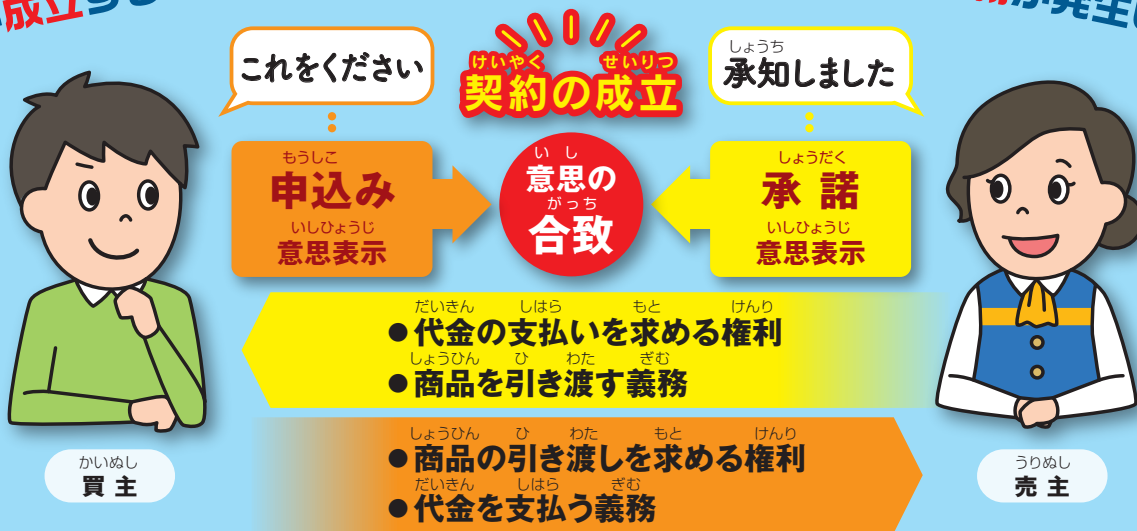 成立する
が発生
これをください
けいやく せいりつ
契約の成立
しょうち
承知しました
もうしこ
申込み
いしひょうじ
意思表示
いし
意思の
がっち
合致
しょうだく
承諾
いしひょうじ
意思表示
だいきん しはら もと けんり
●代金の支払いを求める権利
しょうひん ひ わた ぎむ
●商品を引き渡す義務
しょうひん ひ わた もと けんり
●商品の引き渡しを求める権利
だいきん しはら ぎむ
●代金を支払う義務
かいぬし
買主
うりぬし
売主